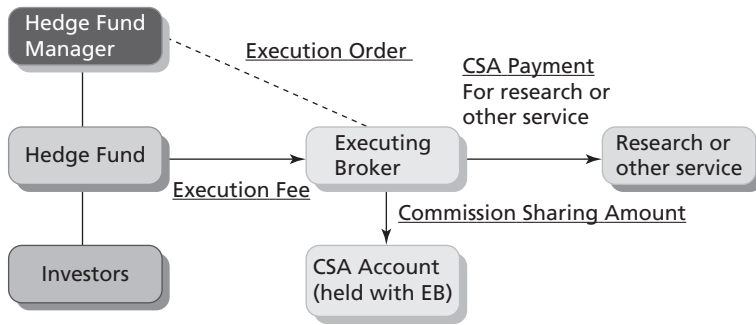 Hedge Fund
Manager
Execution Order
CSA Payment
For research or
other service
Hedge Fund
Executing
Broker
Research or
other service
Execution Fee
Commission Sharing Amount
Investors
CSA Account
(held with EB)